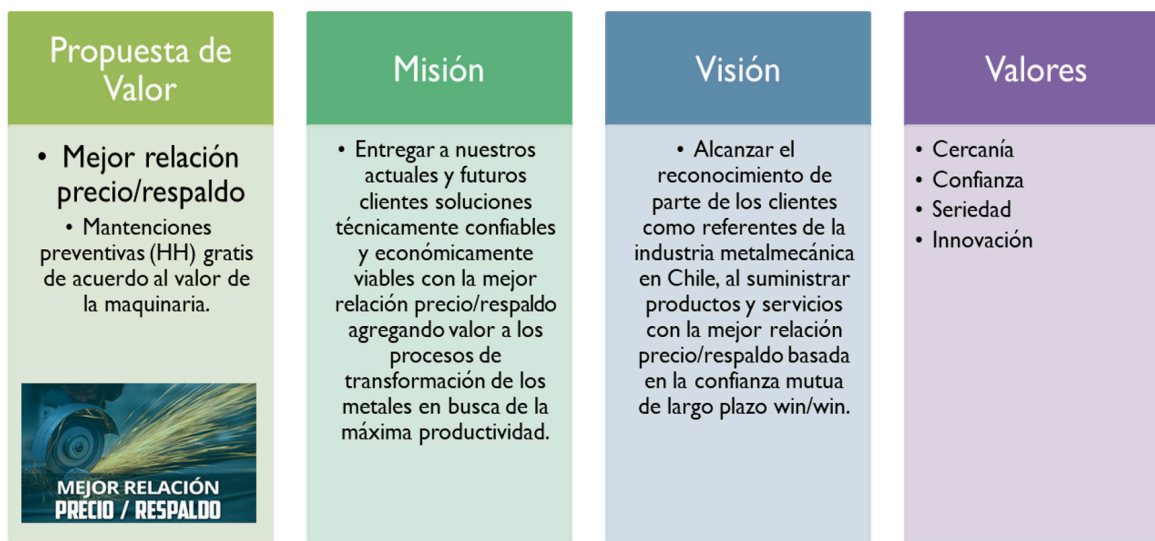 Propuesta de
Valor
• Mejor relación
precio/respaldo
• Mantenciones
preventivas (HH) gratis
de acuerdo al valor de
la maquinaria.
MEJOR RELACIÓN
PRECIO / RESPALDO
Misión
• Entregar a nuestros
actuales y futuros
clientes soluciones
técnicamente confiables
y económicamente
viables con la mejor
relación precio/respaldo
agregando valor a los
procesos de
transformación de los
metales en busca de la
máxima productividad.
Visión
• Alcanzar el
reconocimiento de
parte de los clientes
como referentes de la
industria metalmecánica
en Chile, al suministrar
productos y servicios
con la mejor relación
precio/respaldo basada
en la confianza mutua
de largo plazo win/win.
Valores
• Cercanía
• Confianza
• Seriedad
• Innovación